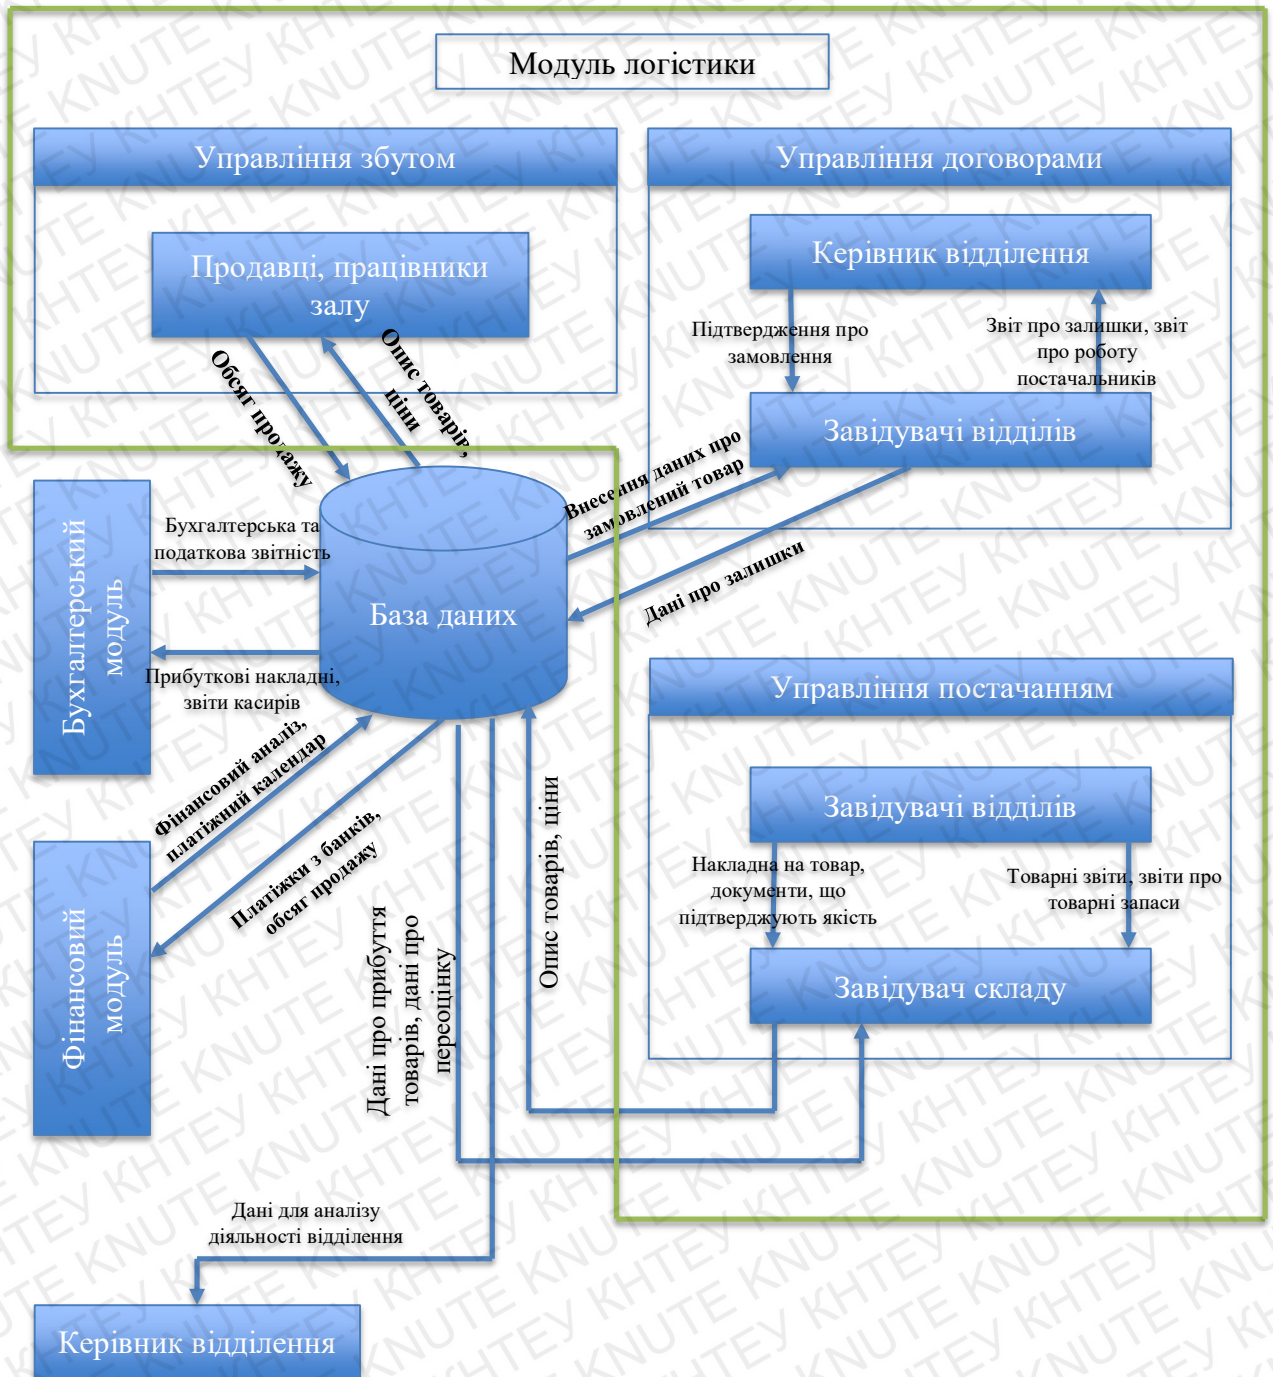 Модуль логістики
Управління збутом
Продавці, працівники
залу
Обсяг продажу
Опис товарів,
ціни
Управління договорами
Керівник відділення
Підтвердження про
замовлення
Звіт про залишки, звіт
про роботу
постачальників
Завідувачі відділів
Внесення даних про
замовлений товар
Дані про залишки
База даних
Бухгалтерський
модуль
Бухгалтерська та
податкова звітність
Прибуткові накладні,
звіти касирів
Фінансовий аналіз,
платіжний календар
Платіжки з банків,
обсяг продажу
Фінансовий
модуль
Дані про прибуття
товарів, дані про
переоцінку
Опис товарів, ціни
Управління постачанням
Завідувачі відділів
Накладна на товар,
документи, що
підтверджують якість
Товарні звіти, звіти про
товарні запаси
Завідувач складу
Дані для аналізу
діяльності відділення
Керівник відділення
KNUTE КНТЕУ